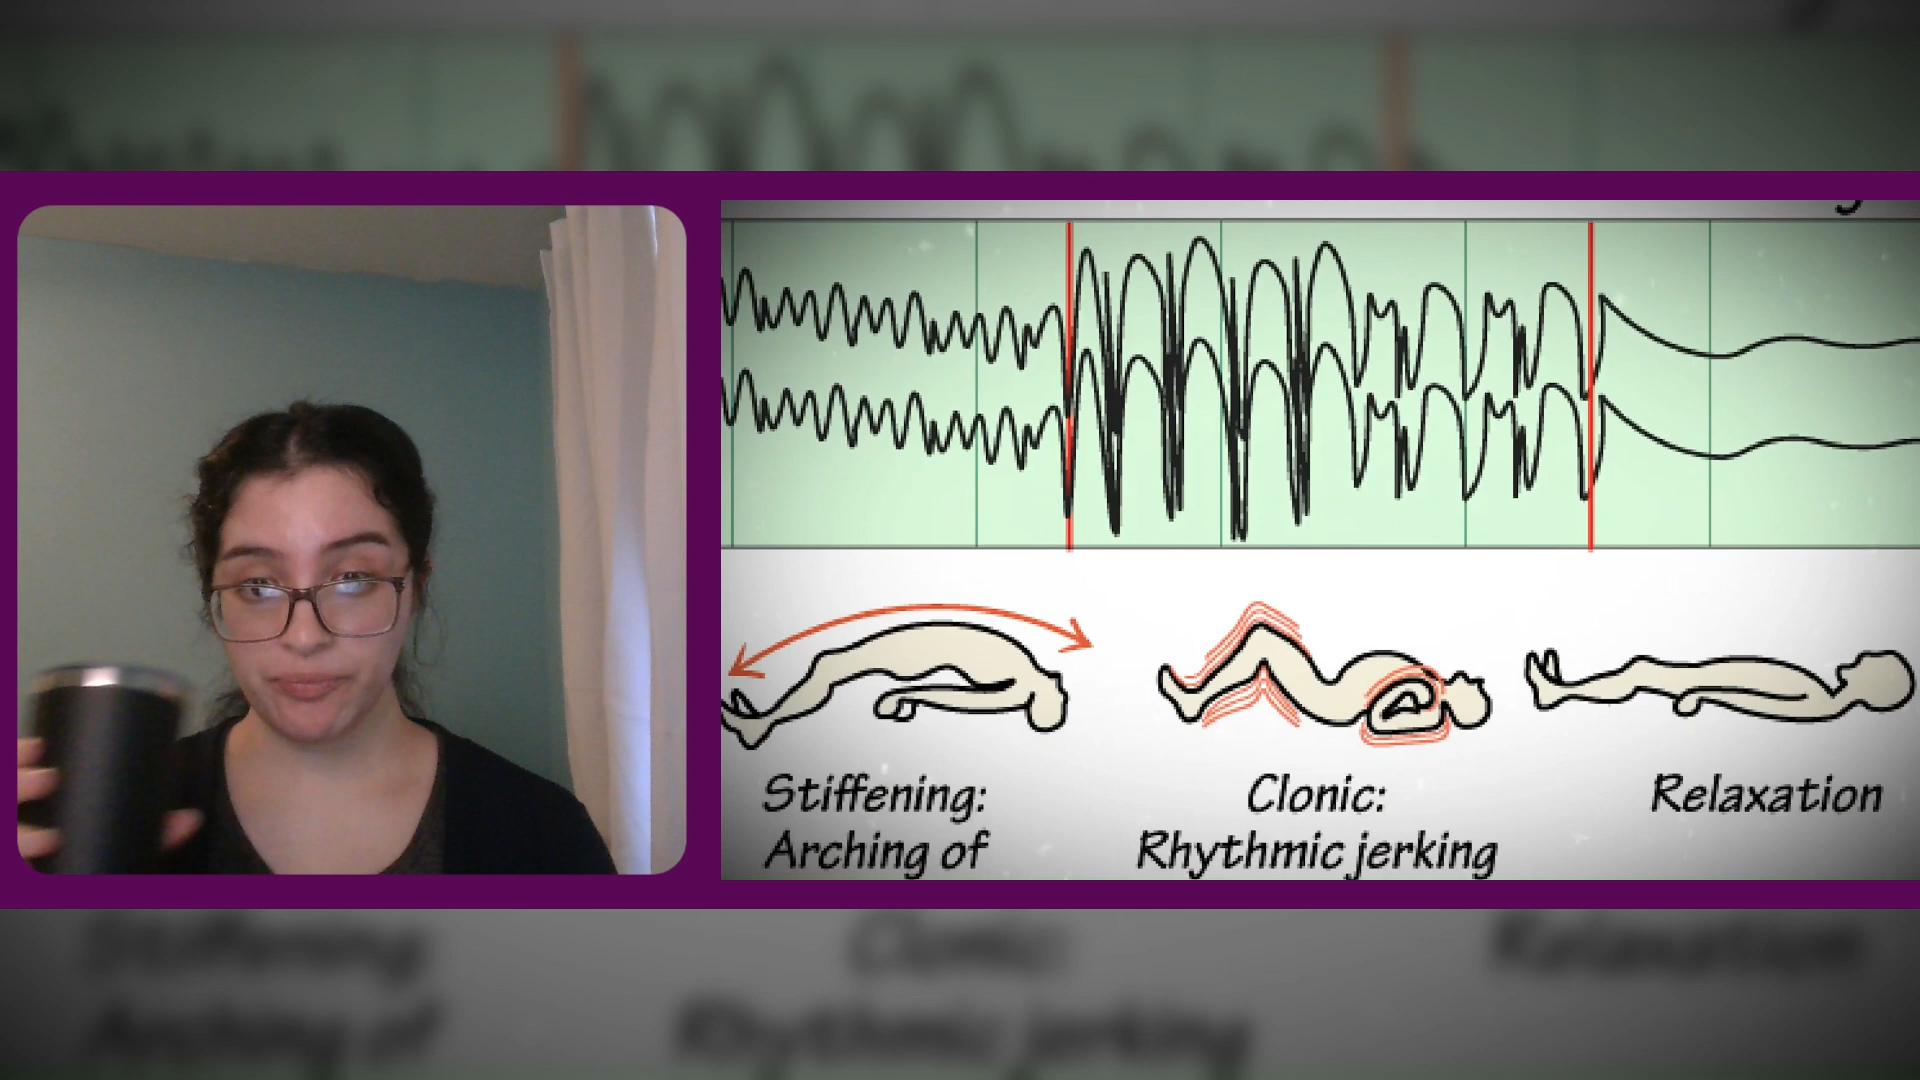 Stiffening:
Arching of
Clonic:
Rhythmic jerking
Relaxation